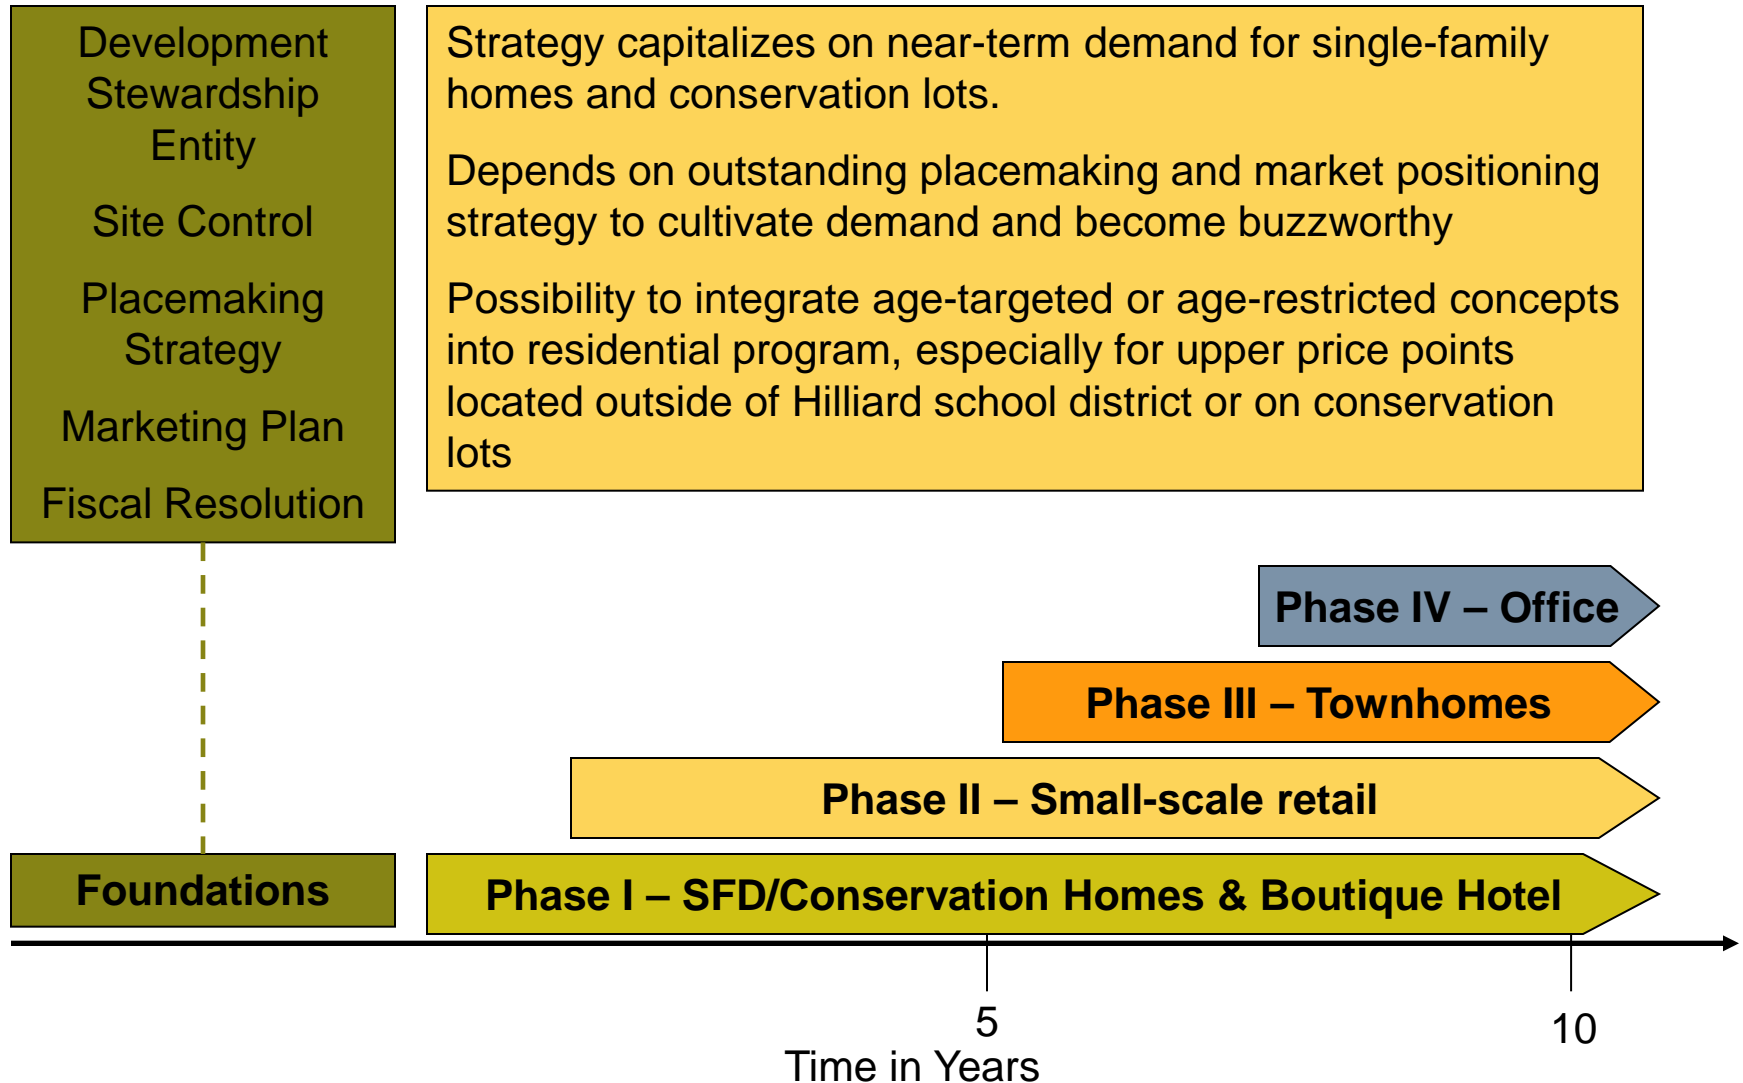 Development
Stewardship
Entity
Site Control
Placemaking
Strategy
Marketing Plan
Fiscal Resolution
Strategy capitalizes on near-term demand for single-family
homes and conservation lots.
Depends on outstanding placemaking and market positioning
strategy to cultivate demand and become buzzworthy
Possibility to integrate age-targeted or age-restricted concepts
into residential program, especially for upper price points
located outside of Hilliard school district or on conservation
lots
Phase IV – Office
Phase III – Townhomes
Phase II – Small-scale retail
Foundations
Phase I – SFD/Conservation Homes & Boutique Hotel
5
10
Time in Years